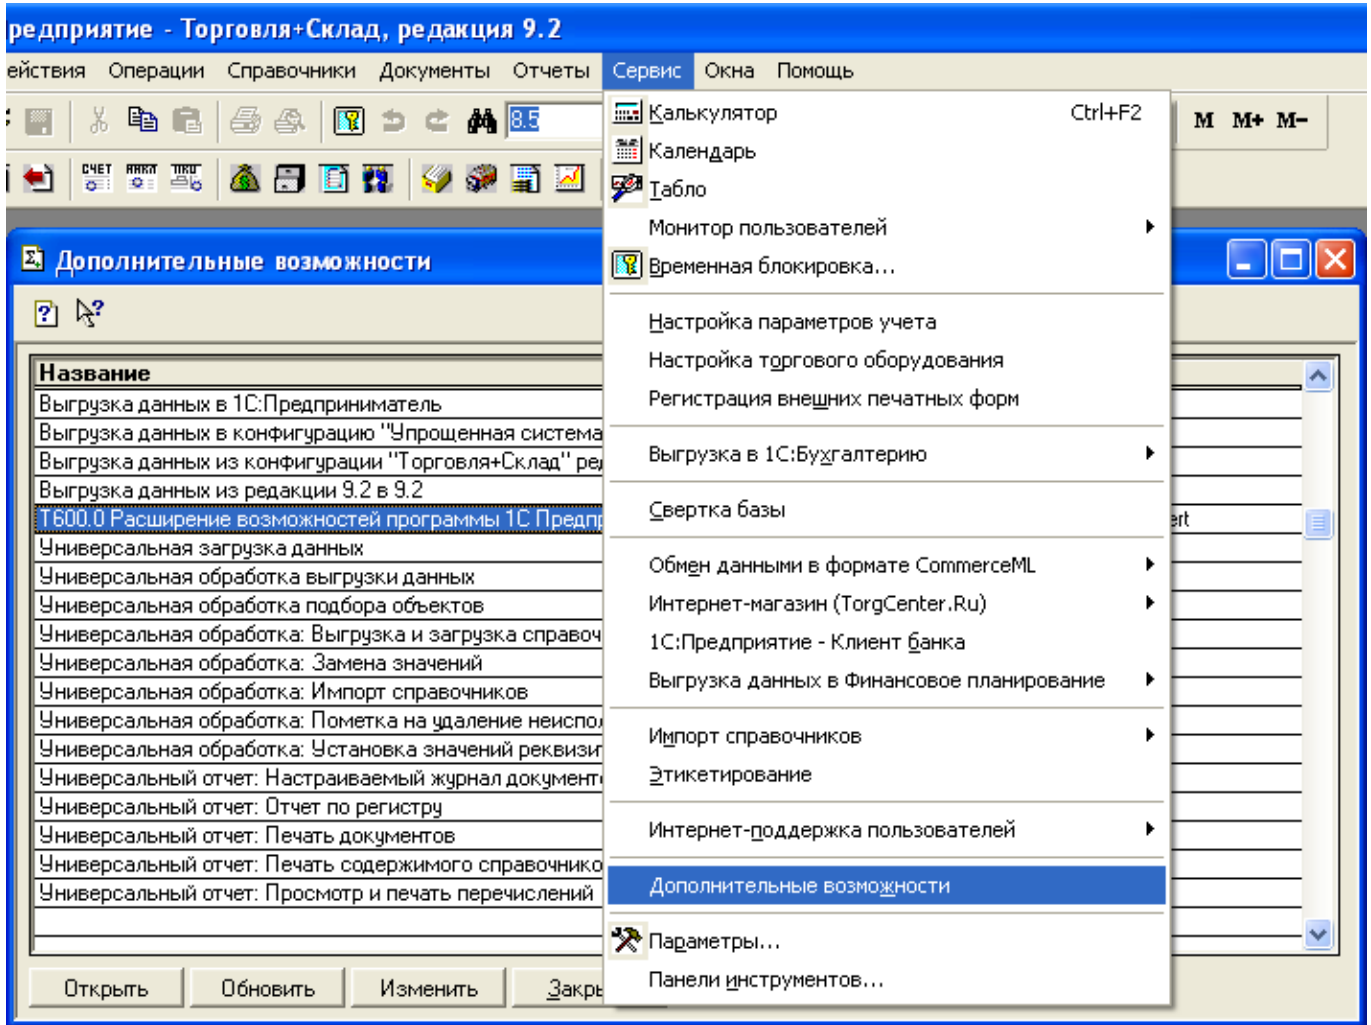 редприятие - Торговля+Склад, редакция 9.2
ействия Операции Справочники Документы Отчеты Сервис Окна Помощь
8.5 M M+ M-
СЧЕТ
Калькулятор Ctrl+F2
Календарь
Табло
Монитор пользователей
Временная блокировка...
Настройка параметров учета
Настройка торгового оборудования
Регистрация внешних печатных форм
Выгрузка в 1С:Бухгалтерию
Свертка базы
Обмен данными в формате CommerceML
Интернет-магазин (TorgCenter.Ru)
1С:Предприятие - Клиент банка
Выгрузка данных в Финансовое планирование
Импорт справочников
Этикетирование
Интернет-поддержка пользователей
Дополнительные возможности
Параметры...
Панели инструментов...
Дополнительные возможности
Название
Выгрузка данных в 1С:Предприниматель
Выгрузка данных в конфигурацию "Упрощенная система
Выгрузка данных из конфигурации "Торговля+Склад" ред
Выгрузка данных из редакции 9.2 в 9.2
Т600.0 Расширение возможностей программы 1С Предпр ert
Универсальная загрузка данных
Универсальная обработка выгрузки данных
Универсальная обработка подбора объектов
Универсальная обработка: Выгрузка и загрузка справоч
Универсальная обработка: Замена значений
Универсальная обработка: Импорт справочников
Универсальная обработка: Пометка на удаление неиспол
Универсальная обработка: Установка значений реквизит
Универсальный отчет: Настраиваемый журнал документо
Универсальный отчет: Отчет по регистру
Универсальный отчет: Печать документов
Универсальный отчет: Печать содержимого справочнико
Универсальный отчет: Просмотр и печать перечислений
Открыть Обновить Изменить Закры